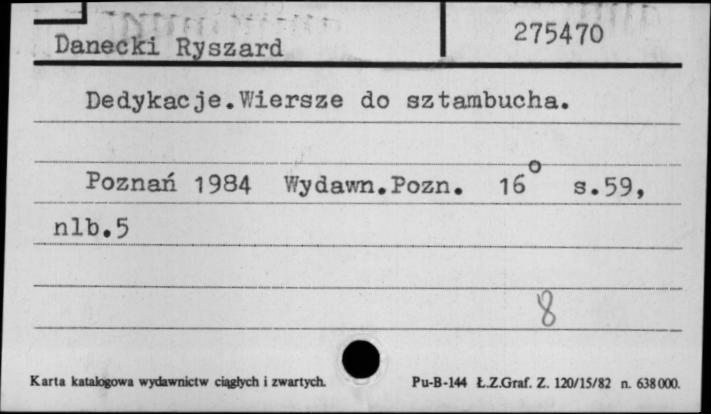 275470
Danecki Ryszard
Dedykacje.Wiersze do sztambucha.
Poznań 1984 Wydawn.Pozn. 16° s.59,
nlb.5
8
Karta katalogowa wydawnictw ciągłych i zwartych.
Pu-B-144 Ł.Z.Graf. Z. 120/15/82 n. 638000.